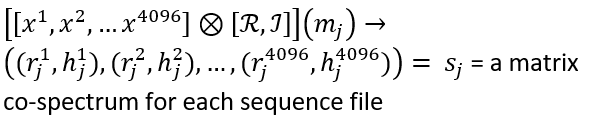 [[x¹, x², … x⁴⁰⁹⁶] ⊗ [ℛ, ℐ]](mⱼ) →
((rⱼ¹, hⱼ¹), (rⱼ², hⱼ²), … , (rⱼ⁴⁰⁹⁶, hⱼ⁴⁰⁹⁶)) = sⱼ = a matrix
co-spectrum for each sequence file